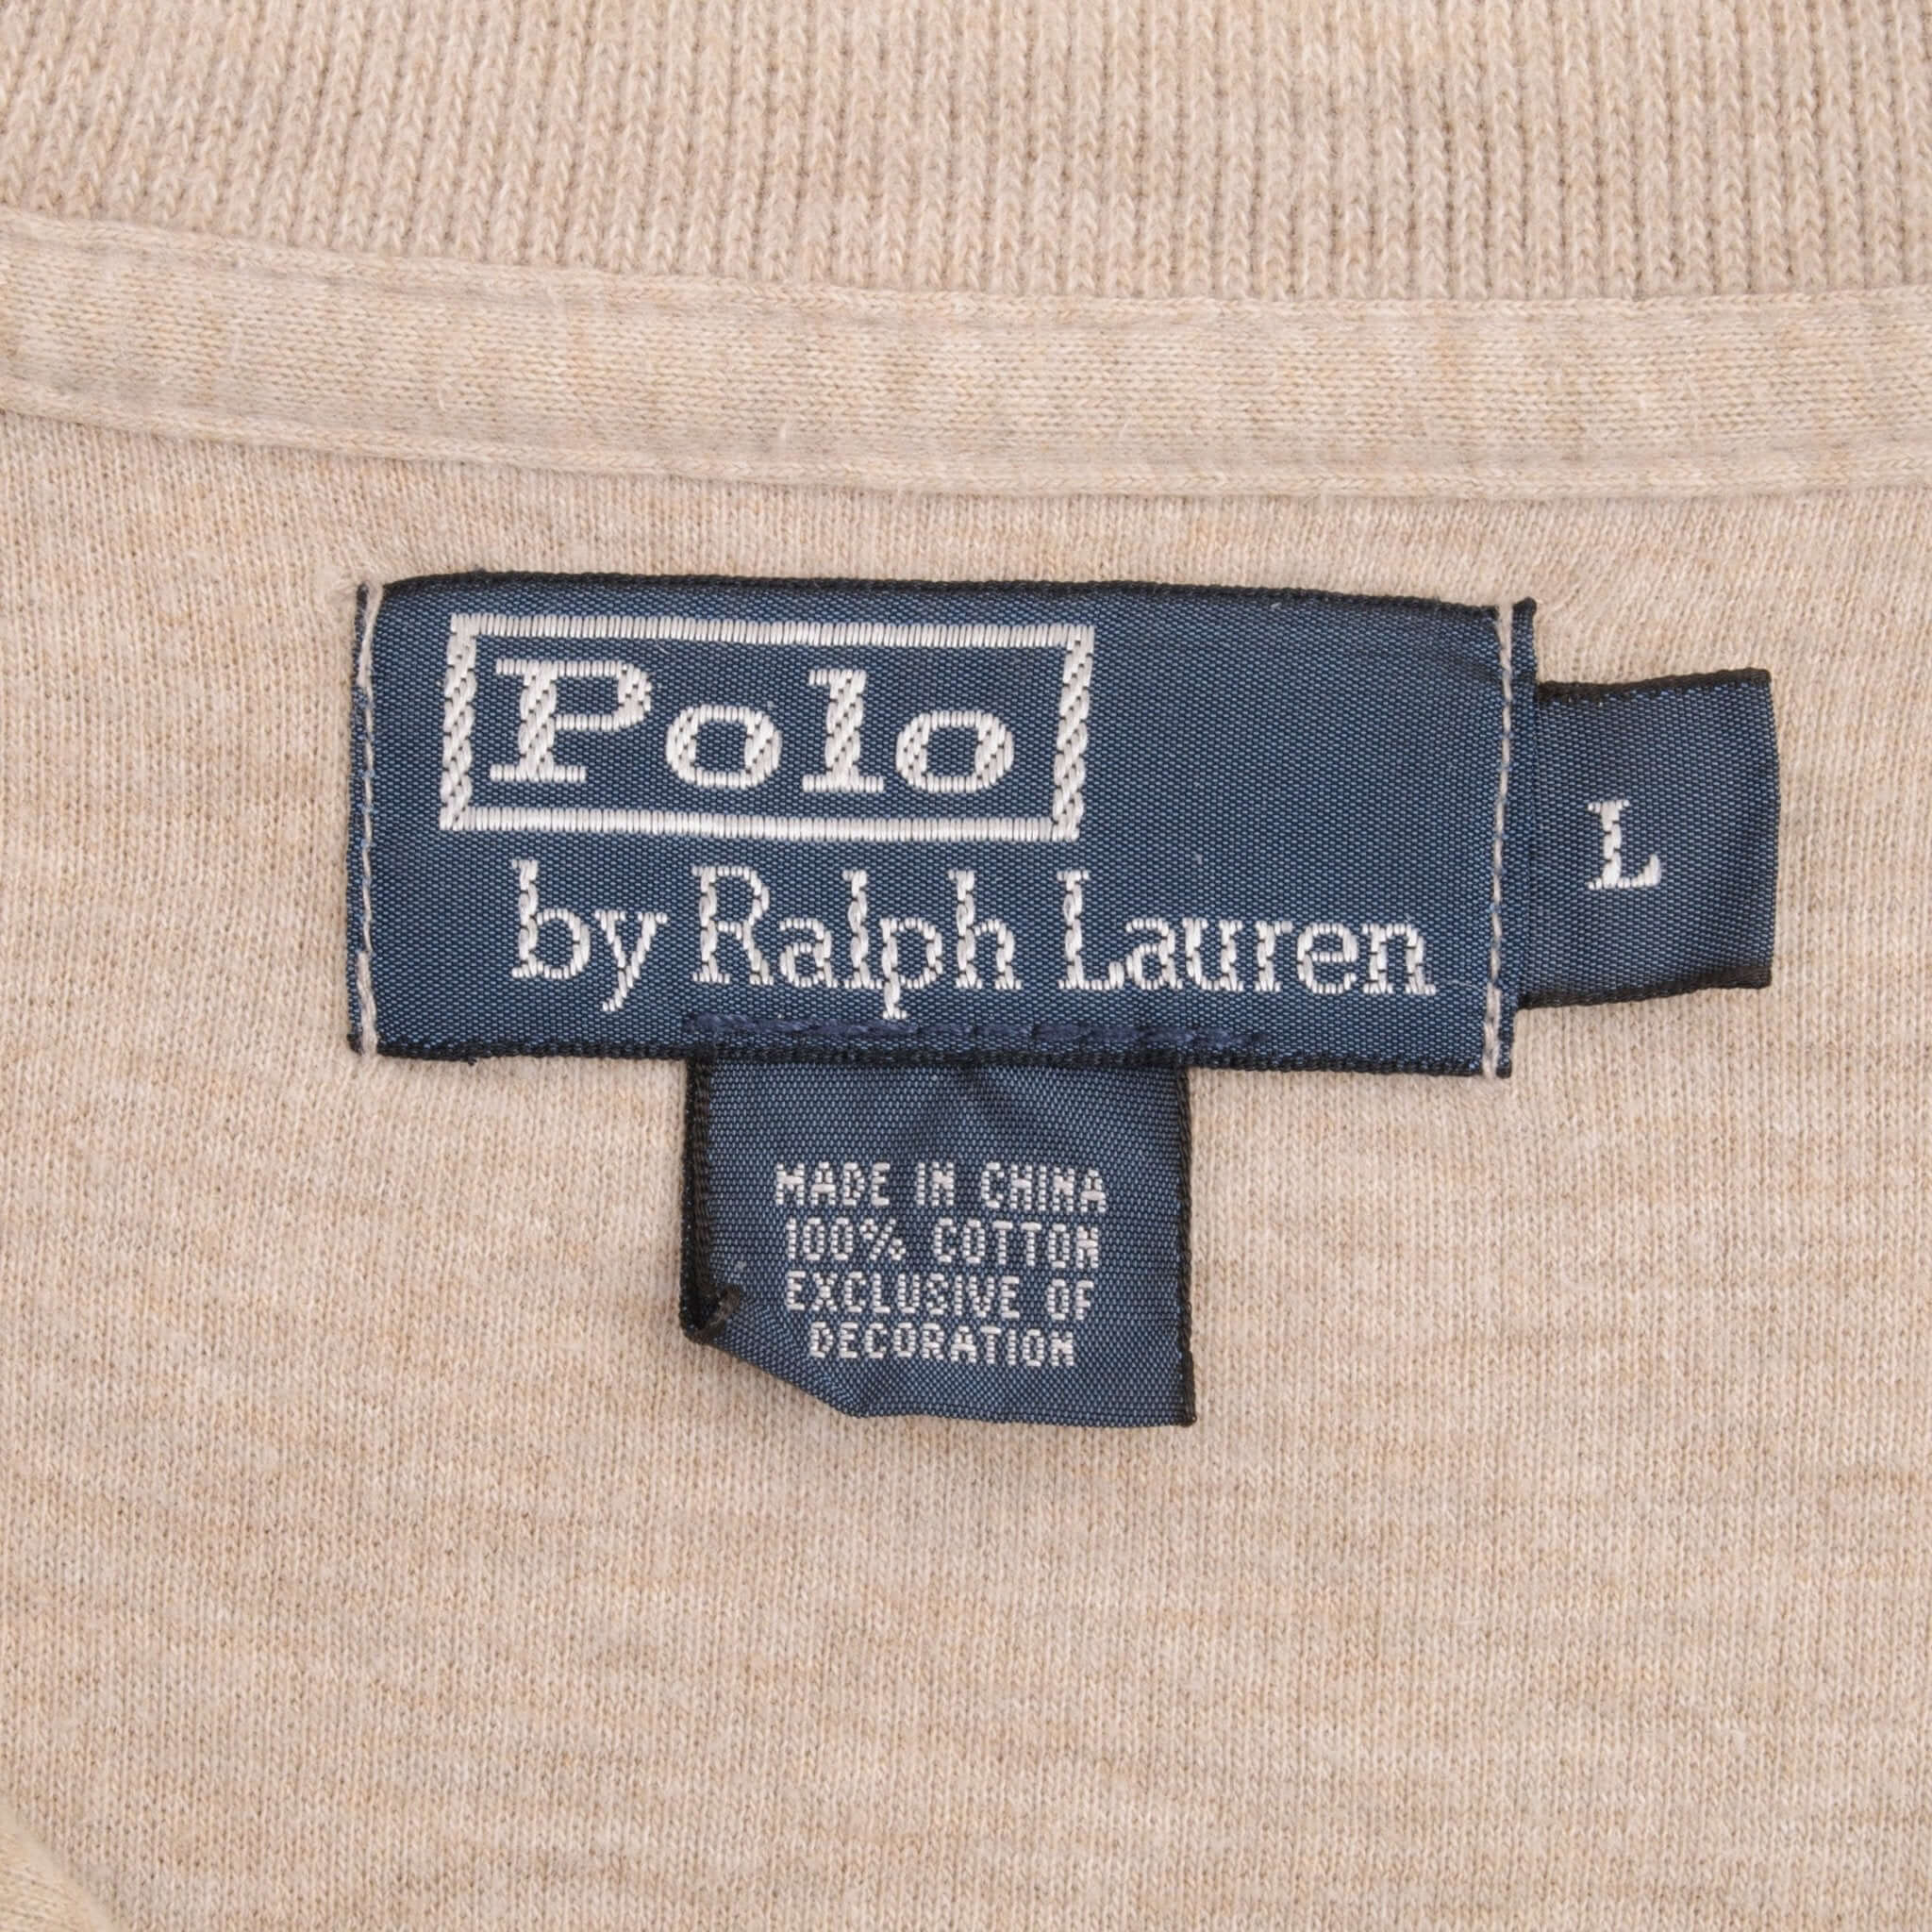 Polo
by Ralph Lauren
L
MADE IN CHINA
100% COTTON
EXCLUSIVE OF
DECORATION